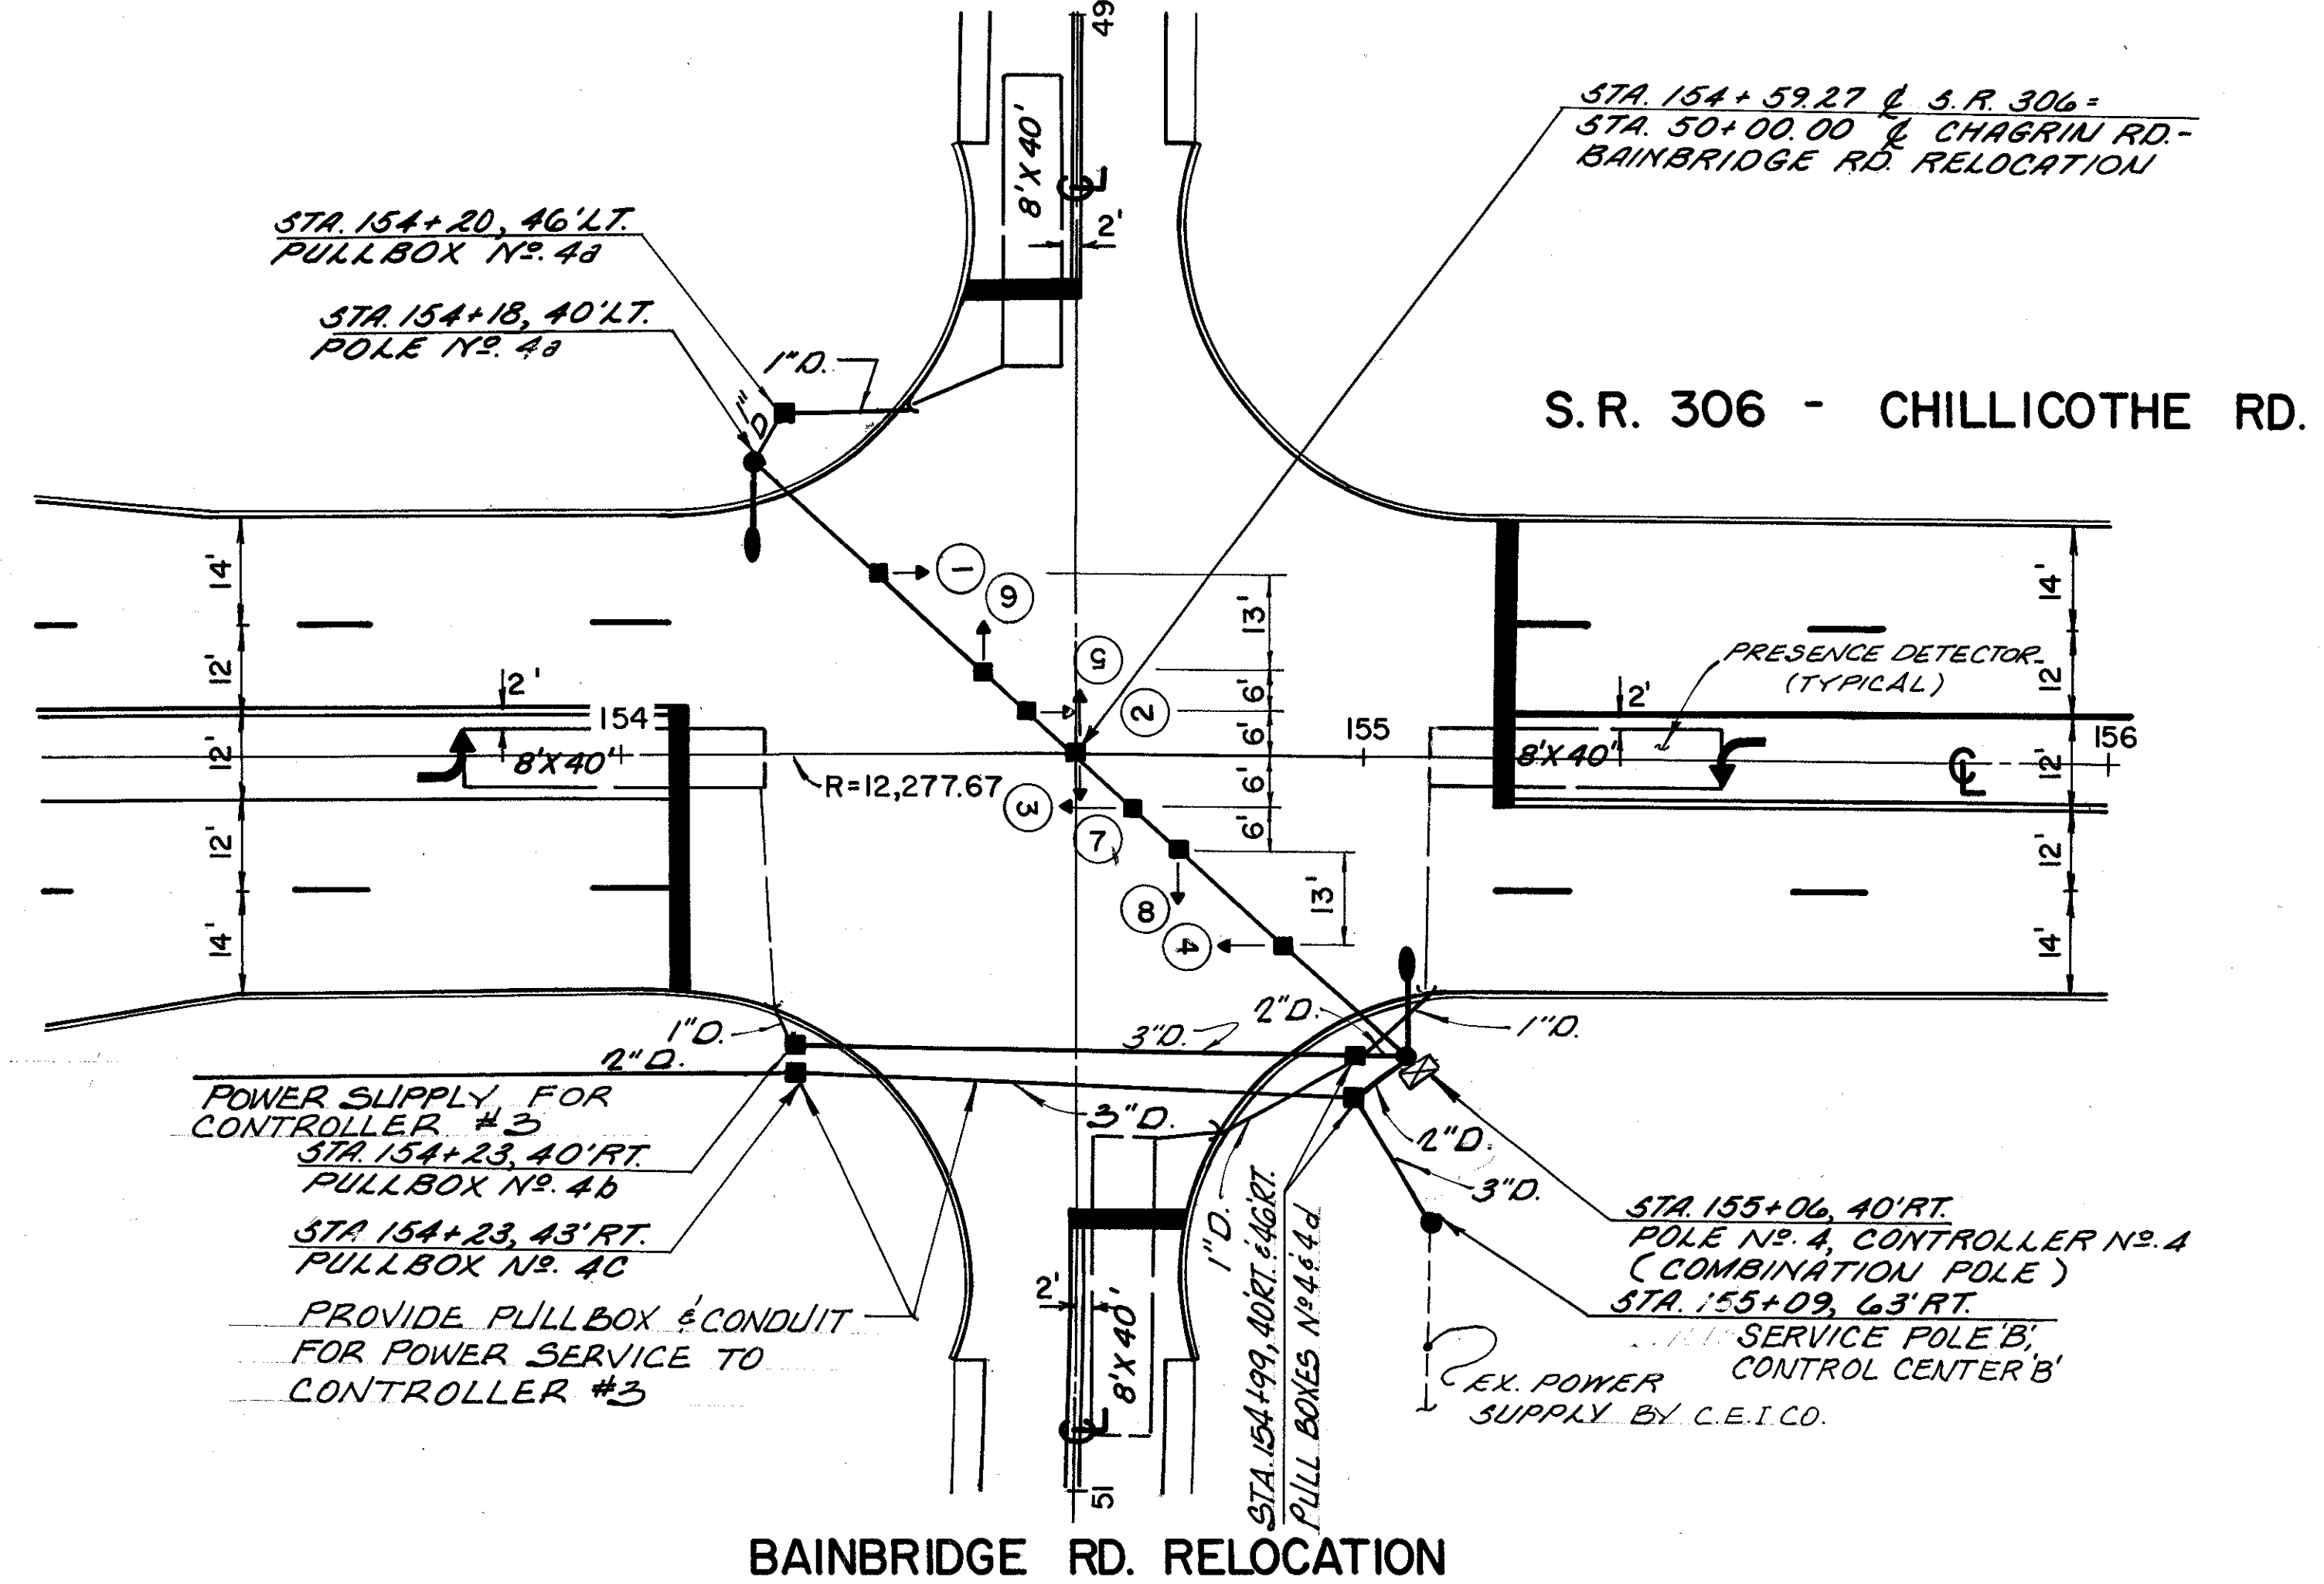 49
STA. 154+59.27 ℄ S.R. 306=
STA. 50+00.00 ℄ CHAGRIN RD.-
BAINBRIDGE RD. RELOCATION
8'X40'
℄
2'
STA. 154+20, 46'LT.
PULLBOX Nº. 4a
STA. 154+18, 40'LT.
POLE Nº. 4a
1"D.
1"D
S.R. 306 - CHILLICOTHE RD.
14'
12'
12'
12'
14'
2'
154
8'X40'
R=12,277.67
1
6
5
2
3
7
8
4
13'
6'
6'
6'
6'
13'
PRESENCE DETECTOR
(TYPICAL)
2'
155
8'X40'
℄
156
14'
12'
12'
12'
14'
1"D.
2"D.
3"D.
2"D.
1"D.
3"D.
2"D.
3"D.
1"D.
POWER SUPPLY FOR
CONTROLLER #3
STA. 154+23, 40'RT.
PULLBOX Nº. 4b
STA. 154+23, 43'RT.
PULLBOX Nº. 4C
PROVIDE PULLBOX & CONDUIT
FOR POWER SERVICE TO
CONTROLLER #3
2'
8'X40'
℄
51
STA. 154+99, 40'RT. & 46'RT.
PULL BOXES Nº 4 & 4d
STA. 155+06, 40'RT.
POLE Nº. 4, CONTROLLER Nº. 4
(COMBINATION POLE)
STA. 155+09, 63'RT.
SERVICE POLE 'B',
CONTROL CENTER 'B'
EX. POWER
SUPPLY BY C.E.I.CO.
BAINBRIDGE RD. RELOCATION